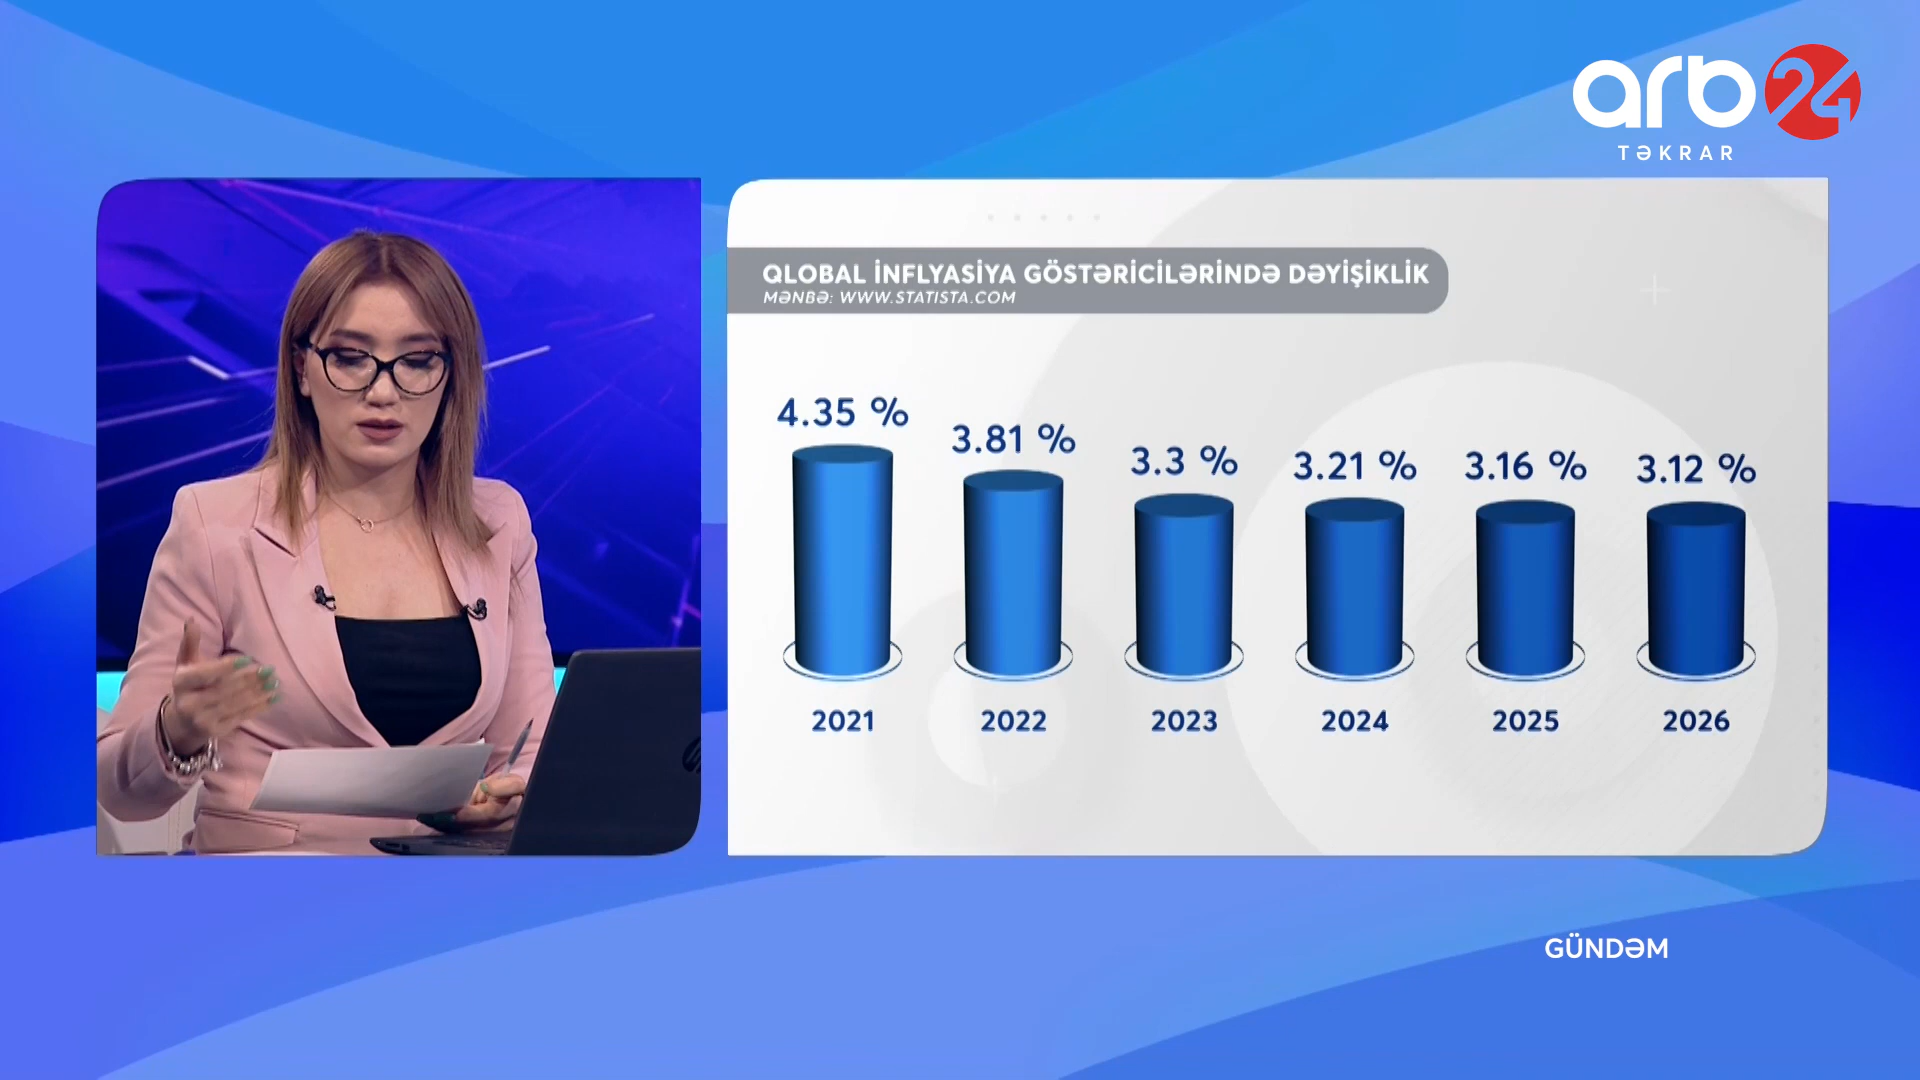 arb24
TƏKRAR
QLOBAL İNFLYASİYA GÖSTƏRİCİLƏRİNDƏ DƏYİŞİKLİK
MƏNBƏ: WWW.STATISTA.COM
4.35 %
3.81 %
3.3 %
3.21 %
3.16 %
3.12 %
2021
2022
2023
2024
2025
2026
GÜNDƏM